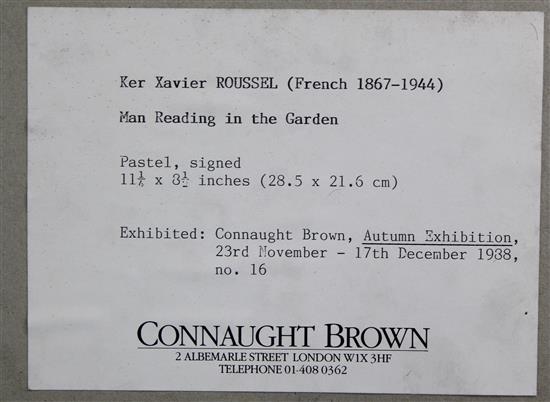 Ker Xavier ROUSSEL (French 1867-1944)
Man Reading in the Garden
Pastel, signed
11¼ x 8½ inches (28.5 x 21.6 cm)
Exhibited: Connaught Brown, Autumn Exhibition,
23rd November - 17th December 1988,
no. 16
CONNAUGHT BROWN
2 ALBEMARLE STREET LONDON W1X 3HF
TELEPHONE 01-408 0362